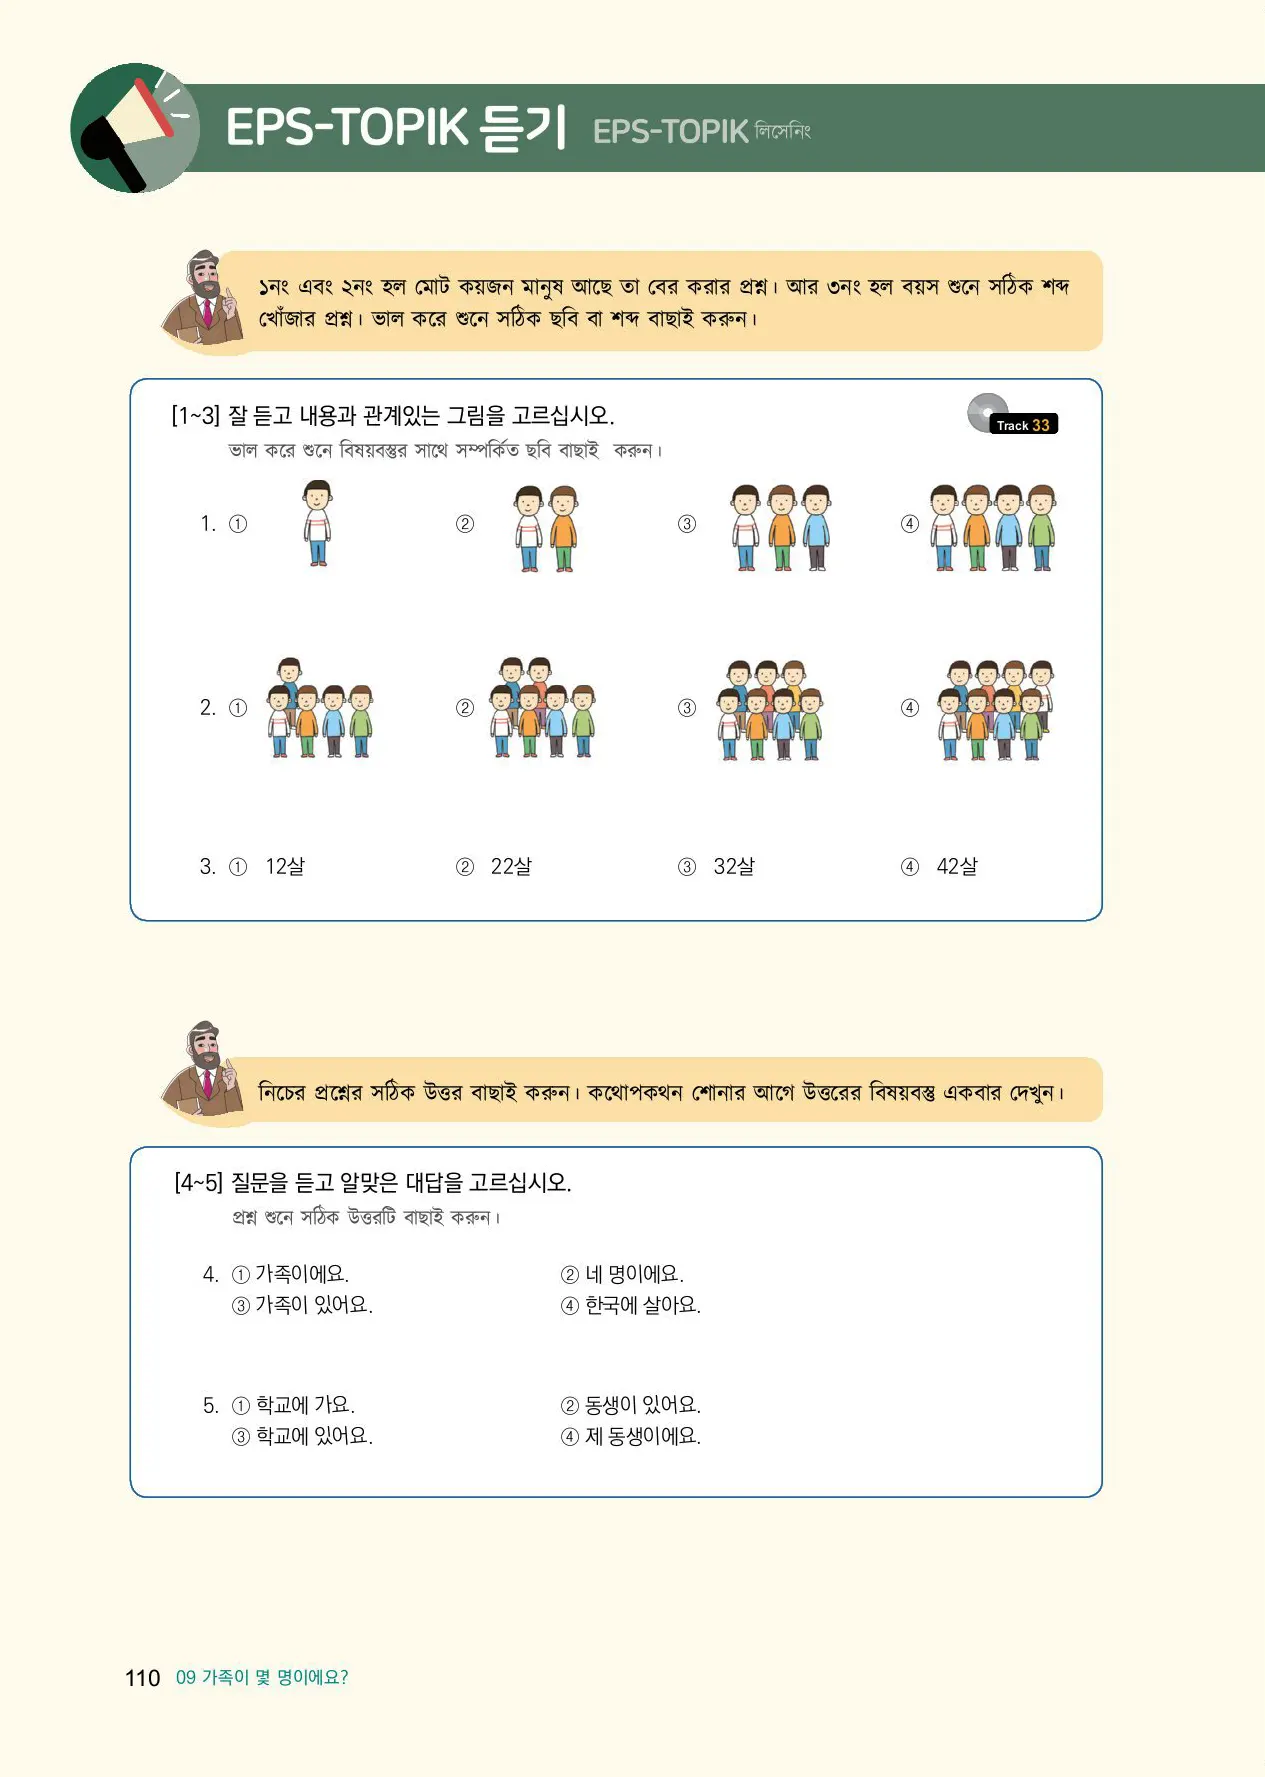 EPS-TOPIK 듣기 EPS-TOPIK লিসেনিং
১নং এবং ২নং হল মোট কয়জন মানুষ আছে তা বের করার প্রশ্ন। আর ৩নং হল বয়স শুনে সঠিক শব্দ
খোঁজার প্রশ্ন। ভাল করে শুনে সঠিক ছবি বা শব্দ বাছাই করুন।
[1~3] 잘 듣고 내용과 관계있는 그림을 고르십시오.
Track 33
ভাল করে শুনে বিষয়বস্তুর সাথে সম্পর্কিত ছবি বাছাই করুন।
1. ① ② ③ ④
2. ① ② ③ ④
3. ① 12살 ② 22살 ③ 32살 ④ 42살
নিচের প্রশ্নের সঠিক উত্তর বাছাই করুন। কথোপকথন শোনার আগে উত্তরের বিষয়বস্তু একবার দেখুন।
[4~5] 질문을 듣고 알맞은 대답을 고르십시오.
প্রশ্ন শুনে সঠিক উত্তরটি বাছাই করুন।
4. ① 가족이에요. ② 네 명이에요.
③ 가족이 있어요. ④ 한국에 살아요.
5. ① 학교에 가요. ② 동생이 있어요.
③ 학교에 있어요. ④ 제 동생이에요.
110 09 가족이 몇 명이에요?